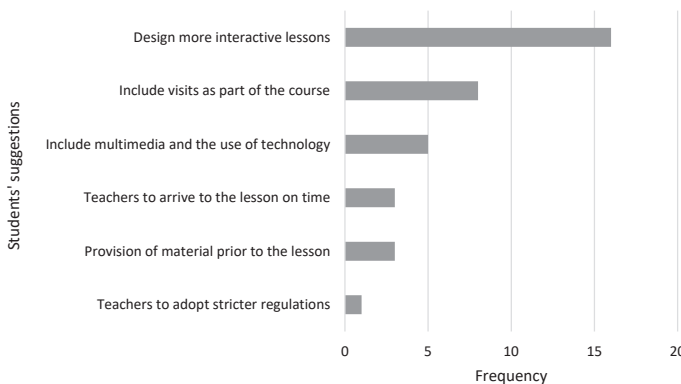 Students' suggestions
Design more interactive lessons
Include visits as part of the course
Include multimedia and the use of technology
Teachers to arrive to the lesson on time
Provision of material prior to the lesson
Teachers to adopt stricter regulations
0 5 10 15 20
Frequency